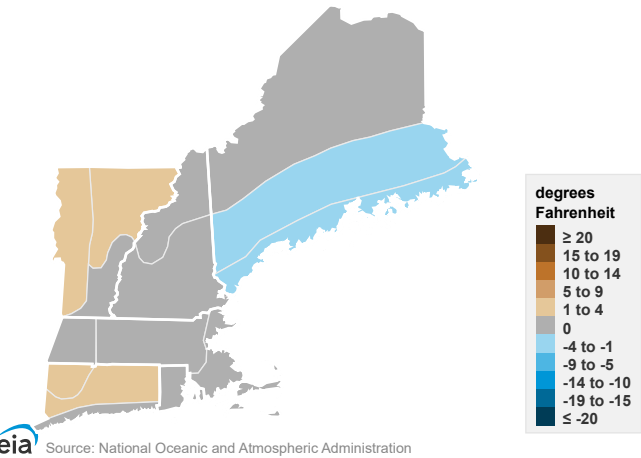 degrees
Fahrenheit
≥ 20
15 to 19
10 to 14
5 to 9
1 to 4
0
-4 to -1
-9 to -5
-14 to -10
-19 to -15
≤ -20
eia
Source: National Oceanic and Atmospheric Administration